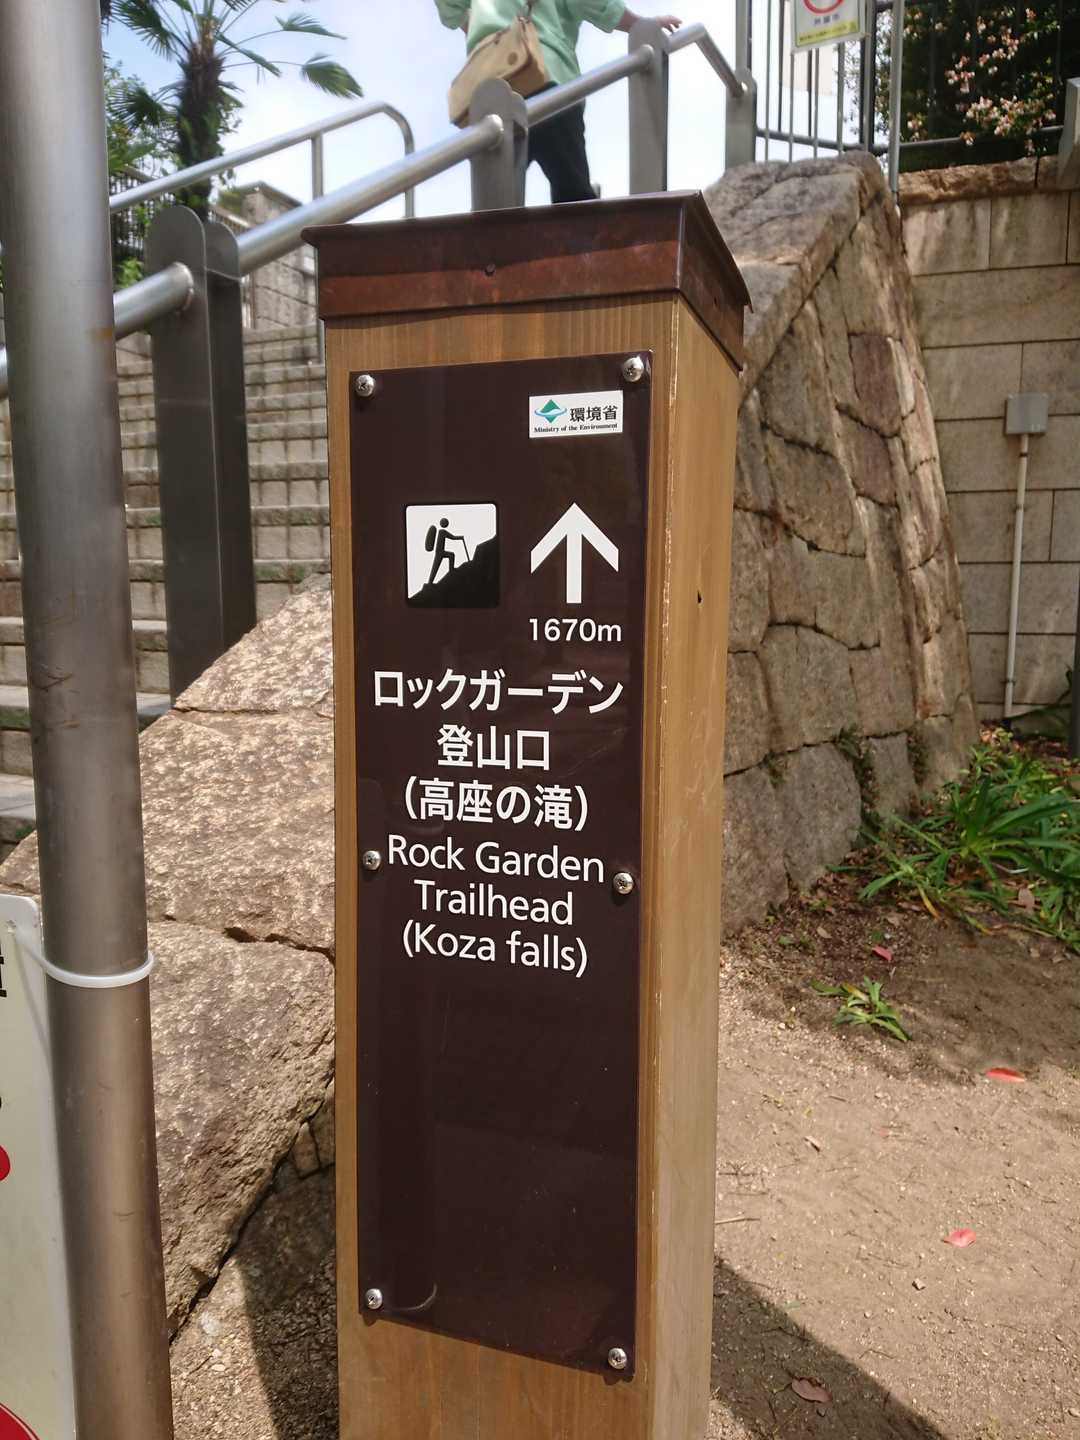 環境省
Ministry of the Environment
1670m
ロックガーデン
登山口
(高座の滝)
Rock Garden
Trailhead
(Koza falls)